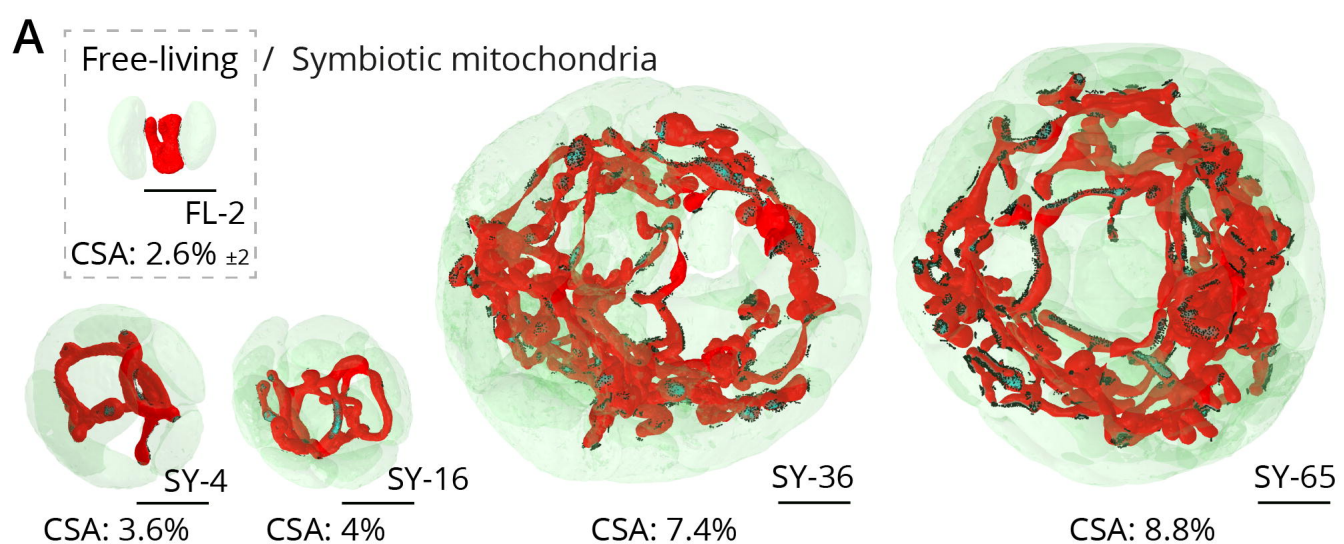 A
Free-living / Symbiotic mitochondria
FL-2
CSA: 2.6% ±2
SY-4
CSA: 3.6%
SY-16
CSA: 4%
SY-36
CSA: 7.4%
SY-65
CSA: 8.8%